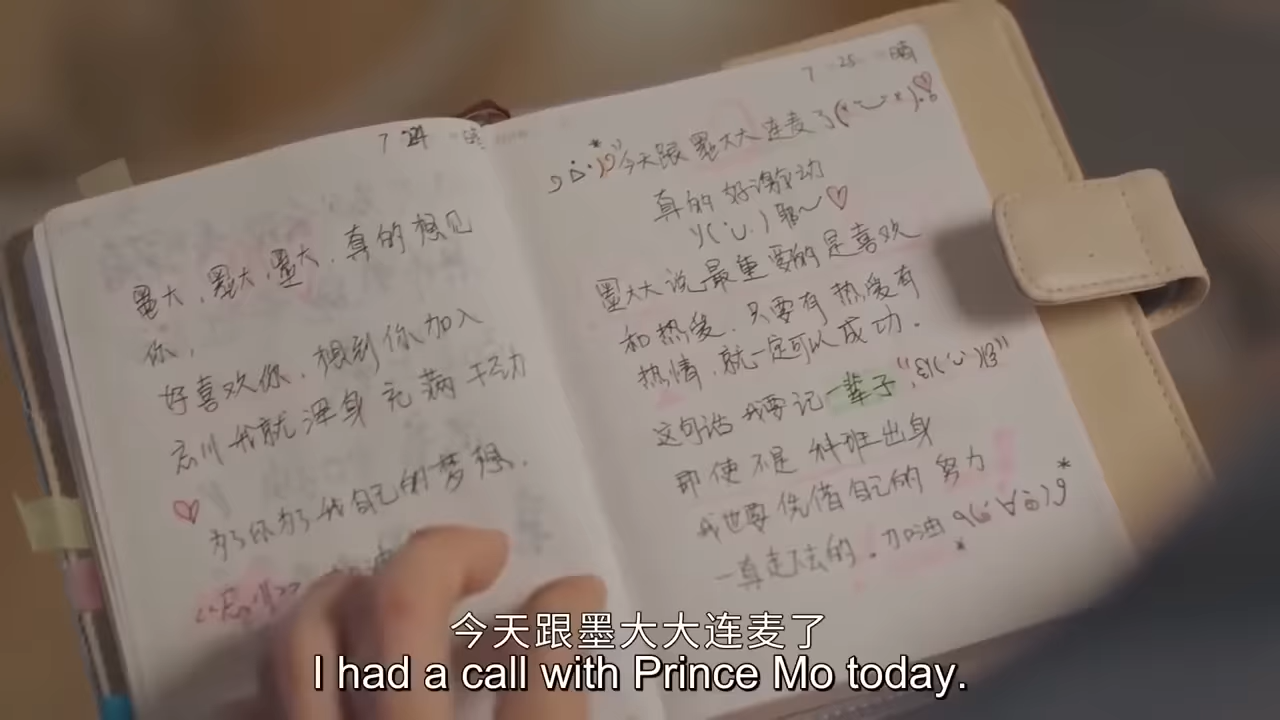 7 24 晴
墨大，墨大，墨大，真的想见
你，
好喜欢你，想到你加入
忘川我就浑身充满干劲
为了你为了我自己的梦想．
7 25 晴
今天跟墨大大连麦了
真的好激动
墨大大说最重要的是喜欢
和热爱．只要有热爱有
热情．就一定可以成功．
这句话我要记一辈子
即使不是科班出身
我也要凭借自己的努力
一直走下去的．加油
今天跟墨大大连麦了
I had a call with Prince Mo today.